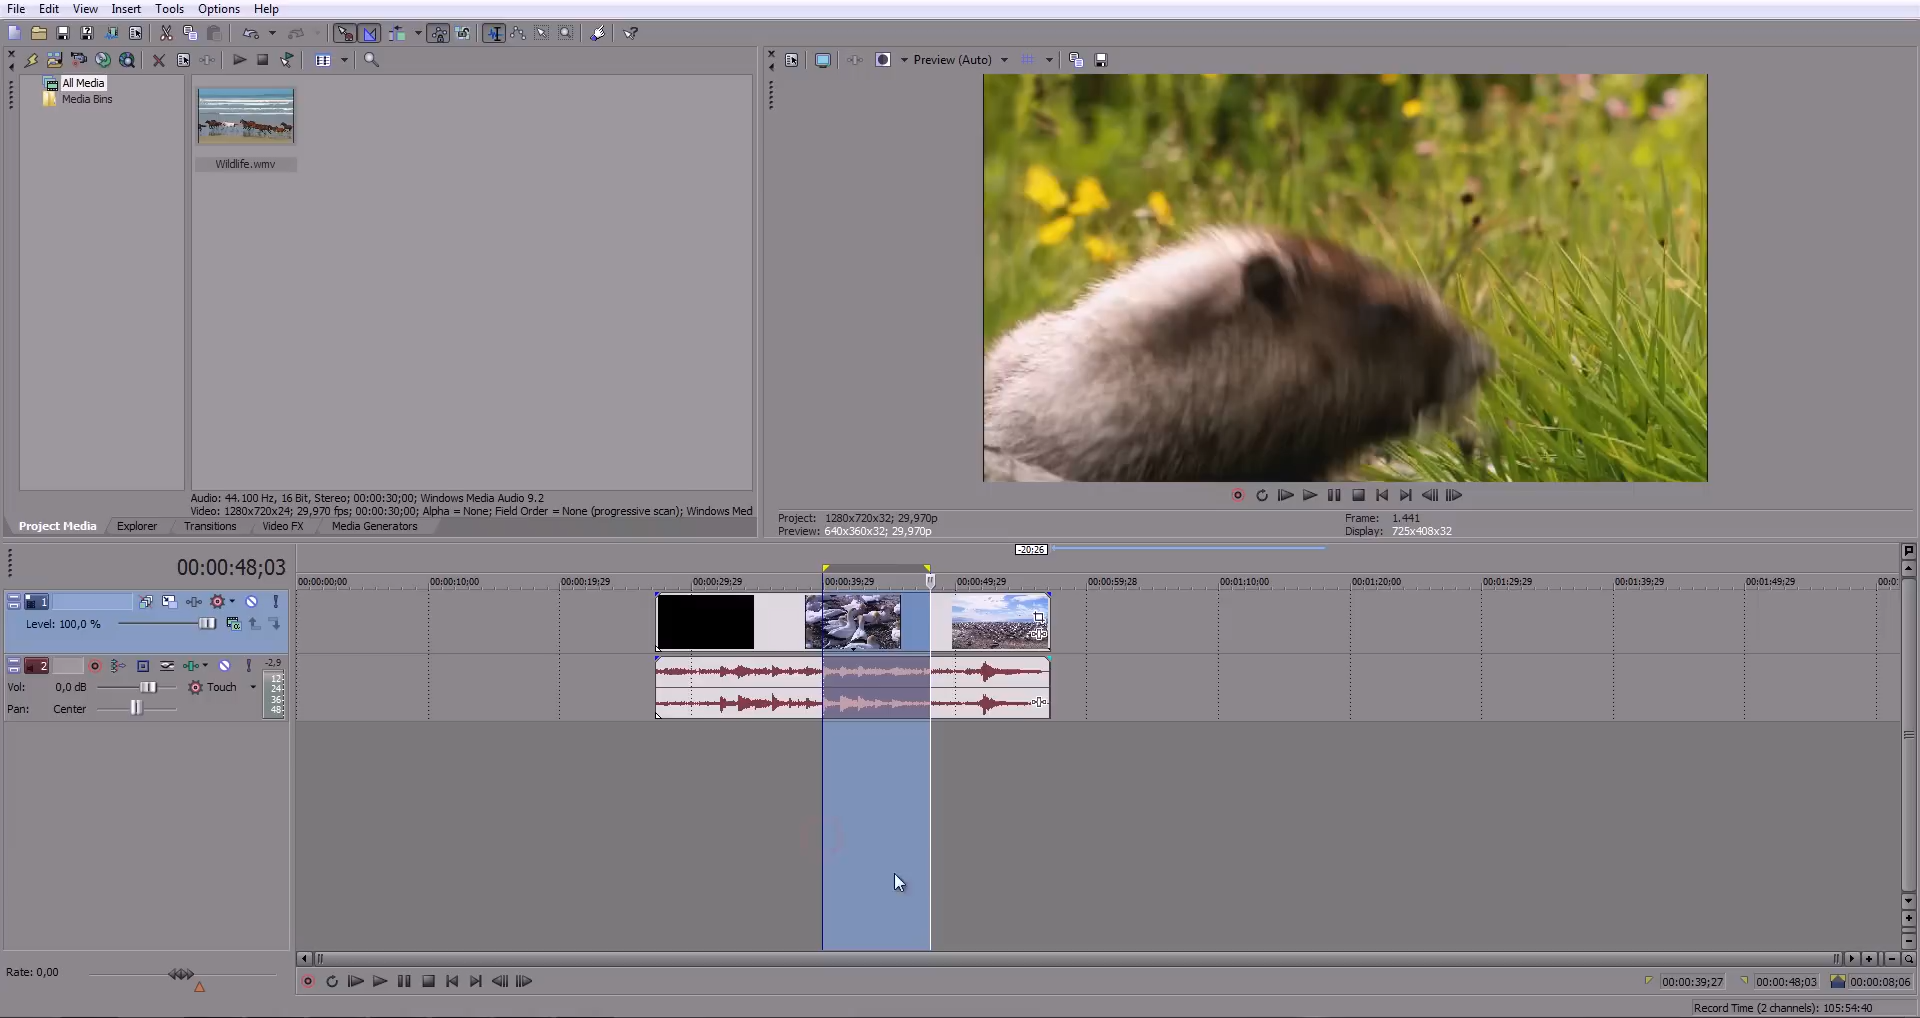 File Edit View Insert Tools Options Help
Preview (Auto)
All Media
Media Bins
Wildlife.wmv
Audio: 44.100 Hz, 16 Bit, Stereo; 00:00:30;00; Windows Media Audio 9.2
Video: 1280x720x24; 29,970 fps; 00:00:30;00; Alpha = None; Field Order = None (progressive scan); Windows Med
Project Media Explorer Transitions Video FX Media Generators
Project: 1280x720x32; 29,970p
Preview: 640x360x32; 29,970p
Frame: 1.441
Display: 725x408x32
00:00:48;03
-20;26
00:00:00;00 00:00:10;00 00:00:19;29 00:00:29;29 00:00:39;29 00:00:49;29 00:00:59;28 00:01:10;00 00:01:20;00 00:01:29;29 00:01:39;29 00:01:49;29 00:0
1
Level: 100,0 %
2
-2,9
Vol: 0,0 dB Touch
Pan: Center
12
24
36
48
Rate: 0,00
00:00:39;27 00:00:48;03 00:00:08;06
Record Time (2 channels): 105:54:40